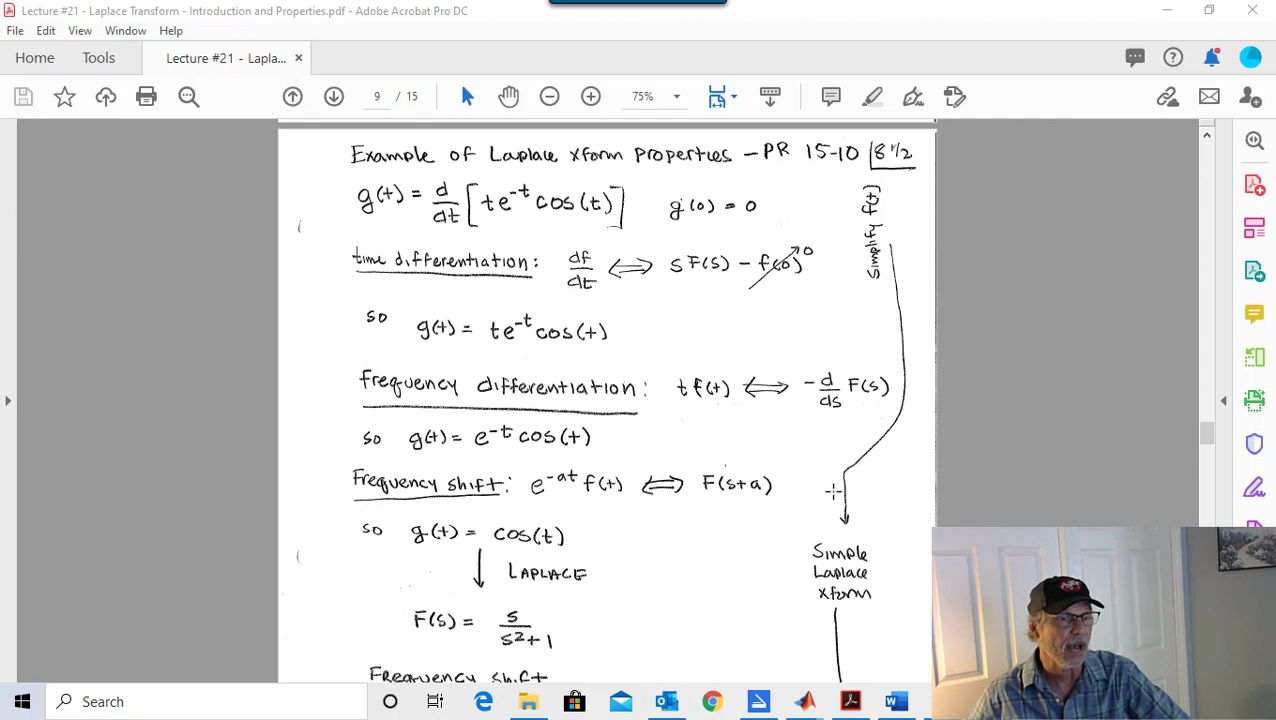 Lecture #21 - Laplace Transform - Introduction and Properties.pdf - Adobe Acrobat Pro DC
File Edit View Window Help
Home Tools Lecture #21 - Lapla... ×
9 / 15 75%
Example of Laplace xform properties - PR 15-10 8 1/2
g(t) = d/dt [te^-t cos(t)] g(0) = 0
Simplify f(t)
time differentiation: df/dt ⟺ sF(s) - f(0) 0
so g(t) = te^-t cos(t)
Frequency differentiation: t f(t) ⟺ - d/ds F(s)
so g(t) = e^-t cos(t)
Frequency shift: e^-at f(t) ⟺ F(s+a)
so g(t) = cos(t)
LAPLACE
Simple
Laplace
xform
F(s) = s/(s²+1)
Frequency shift
Search